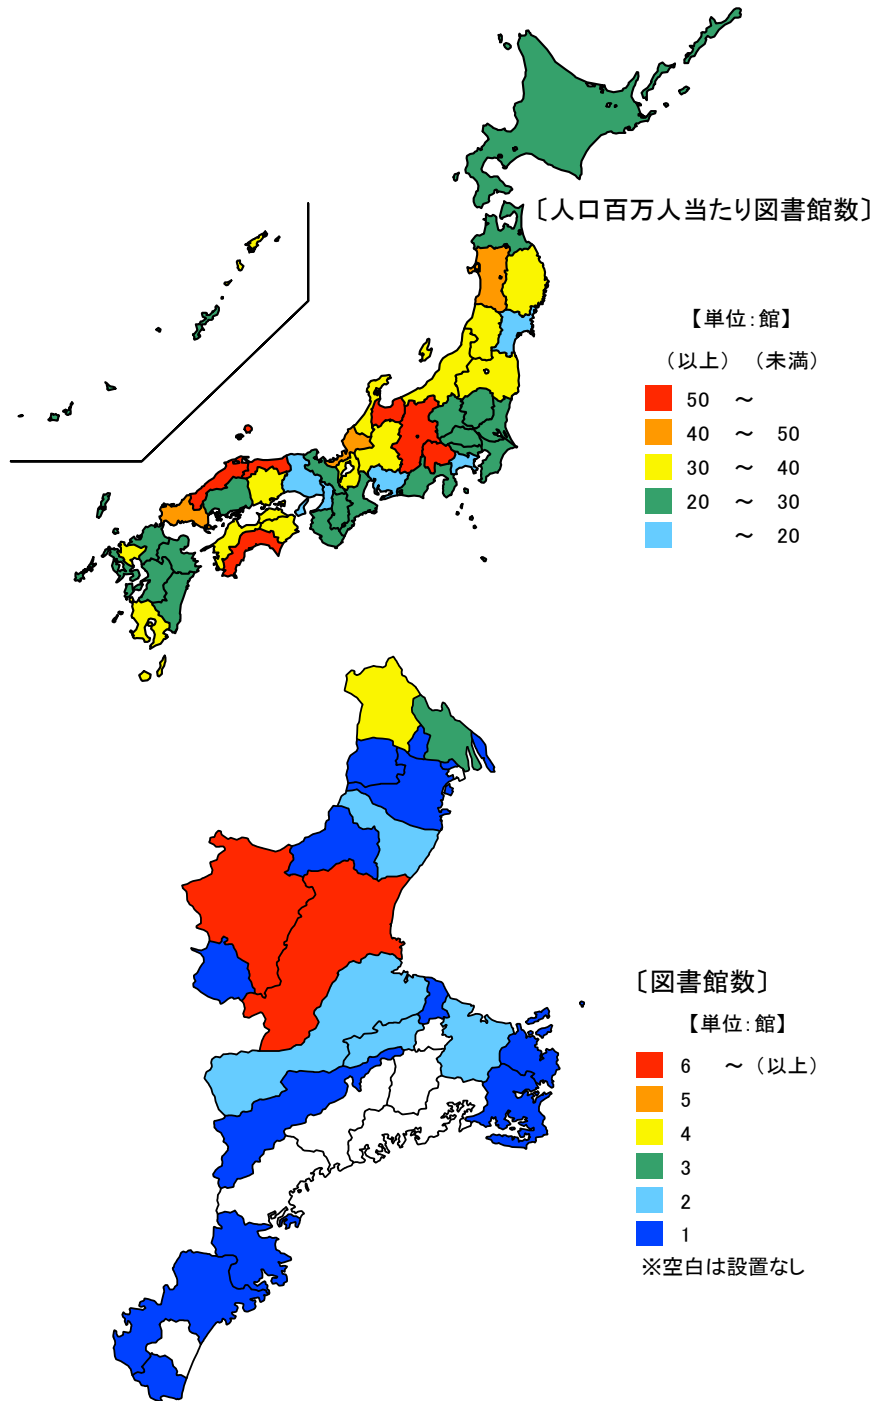 〔人口百万人当たり図書館数〕
【単位:館】
（以上） （未満）
50 ～
40 ～ 50
30 ～ 40
20 ～ 30
～ 20
〔図書館数〕
【単位:館】
6 ～（以上）
5
4
3
2
1
※空白は設置なし